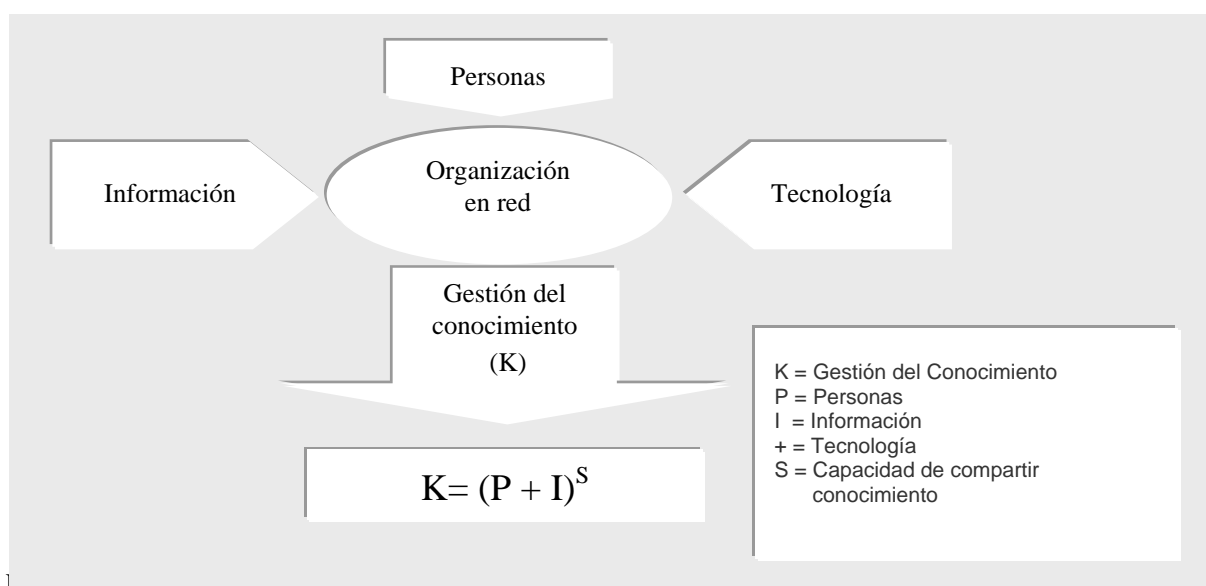 Personas
Información
Organización
en red
Tecnología
Gestión del
conocimiento
(K)
K= (P + I)^S
K = Gestión del Conocimiento
P = Personas
I = Información
+ = Tecnología
S = Capacidad de compartir
conocimiento